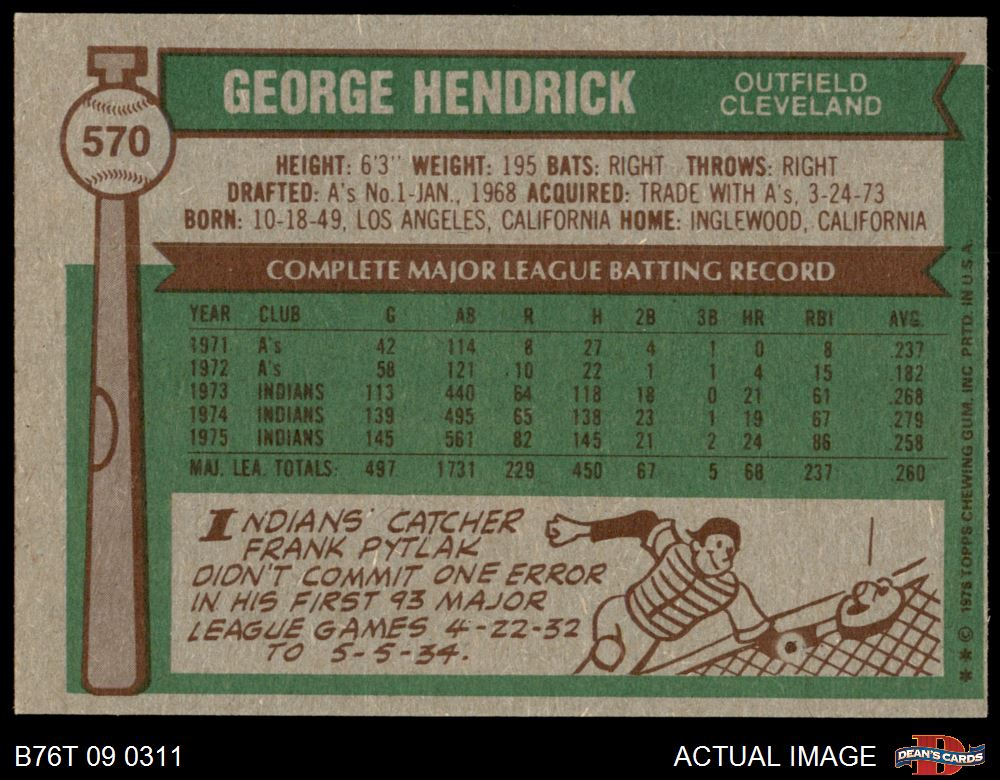 570
GEORGE HENDRICK
OUTFIELD
CLEVELAND
HEIGHT: 6'3" WEIGHT: 195 BATS: RIGHT THROWS: RIGHT
DRAFTED: A's No.1-JAN., 1968 ACQUIRED: TRADE WITH A's, 3-24-73
BORN: 10-18-49, LOS ANGELES, CALIFORNIA HOME: INGLEWOOD, CALIFORNIA
COMPLETE MAJOR LEAGUE BATTING RECORD
YEAR CLUB G AB R H 2B 3B HR RBI AVG.
1971 A's 42 114 8 27 4 1 0 8 .237
1972 A's 58 121 10 22 1 1 4 15 .182
1973 INDIANS 113 440 64 118 18 0 21 61 .268
1974 INDIANS 139 495 65 138 23 1 19 67 .279
1975 INDIANS 145 561 82 145 21 2 24 86 .258
MAJ. LEA. TOTALS: 497 1731 229 450 67 5 68 237 .260
INDIANS' CATCHER
FRANK PYTLAK
DIDN'T COMMIT ONE ERROR
IN HIS FIRST 93 MAJOR
LEAGUE GAMES 4-22-32
TO 5-5-34.
** © 1976 TOPPS CHEWING GUM, INC PRTD. IN U.S.A.
B76T 09 0311
ACTUAL IMAGE
DEAN'S CARDS